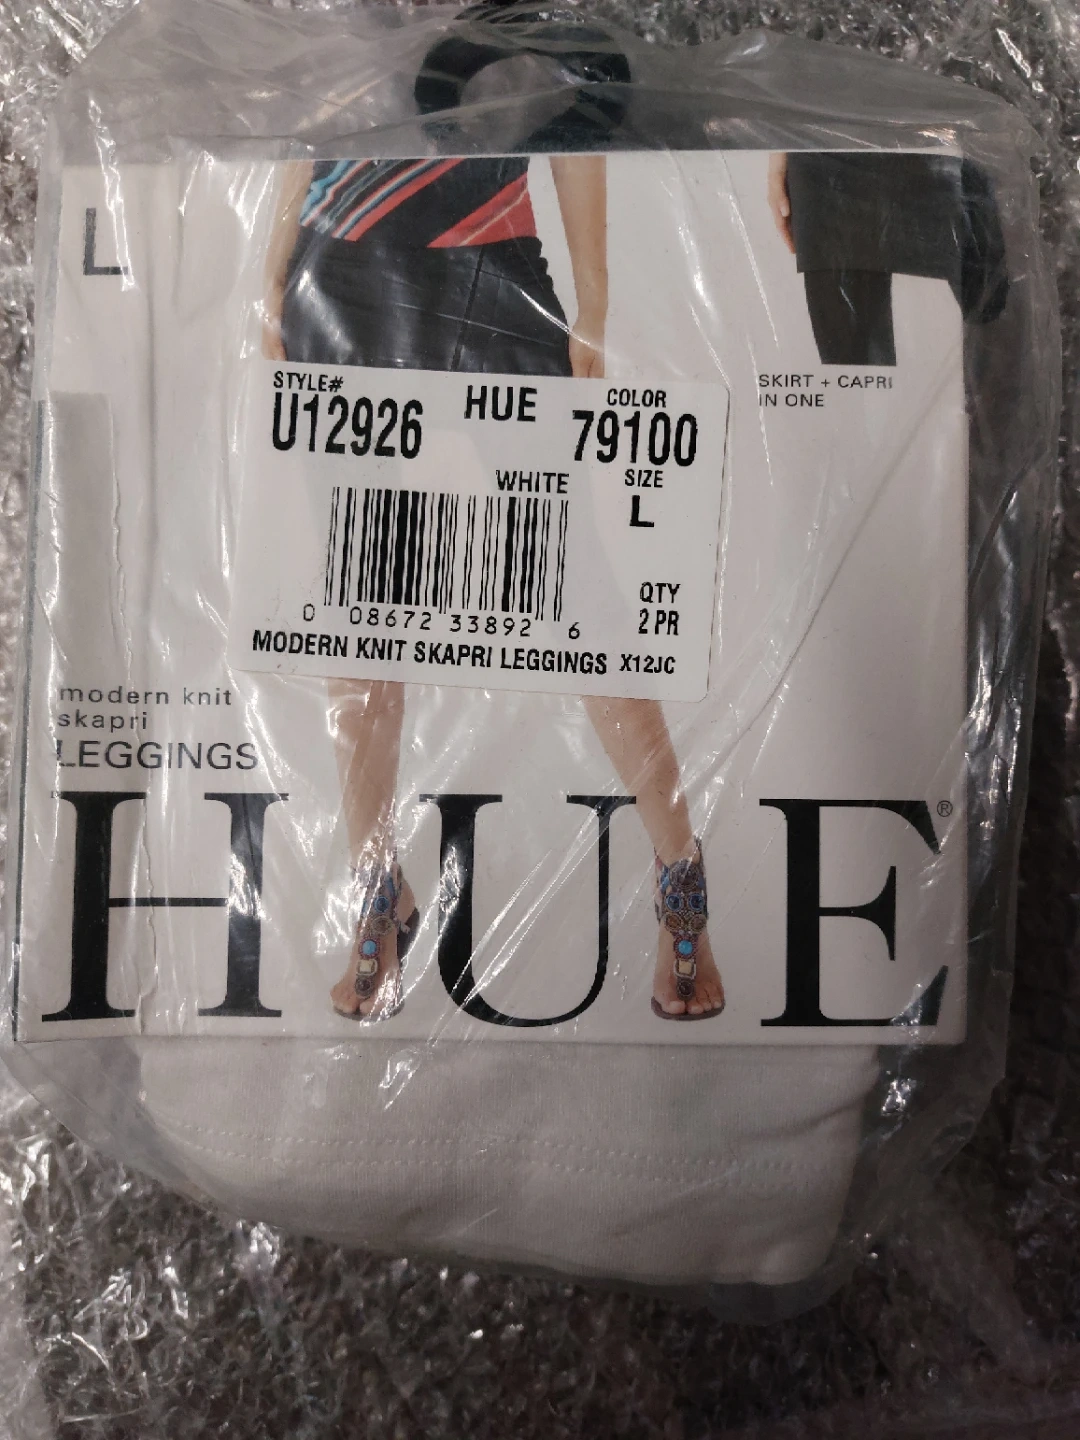 L
SKIRT + CAPRI
IN ONE
STYLE# HUE COLOR
U12926 79100
WHITE SIZE
L
QTY
2 PR
0 08672 33892 6
MODERN KNIT SKAPRI LEGGINGS X12JC
modern knit
skapri
LEGGINGS
HUE®